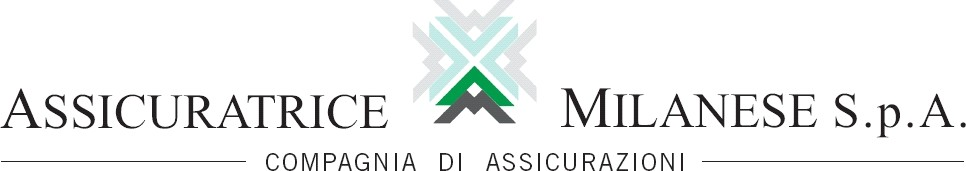 ASSICURATRICE MILANESE S.p.A.
COMPAGNIA DI ASSICURAZIONI